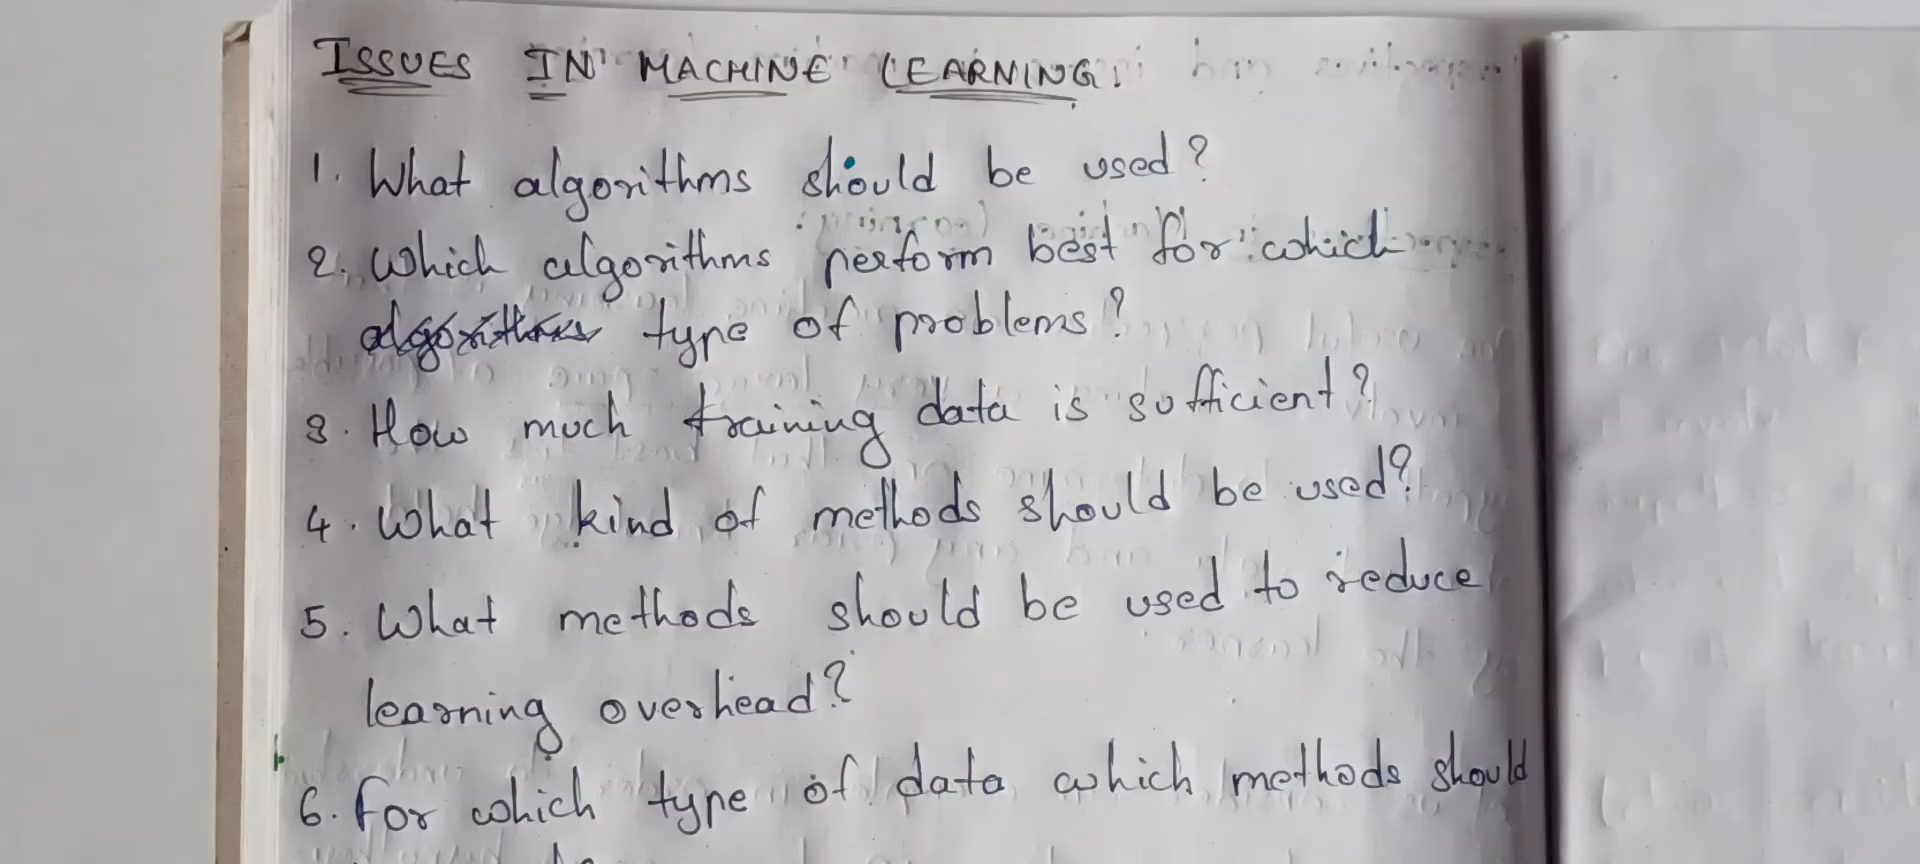 ISSUES IN MACHINE LEARNING:
1. What algorithms should be used?
2. Which algorithms perform best for which
type of problems?
3. How much training data is sufficient?
4. What kind of methods should be used?
5. What methods should be used to reduce
learning overhead?
6. For which type of data which methods should